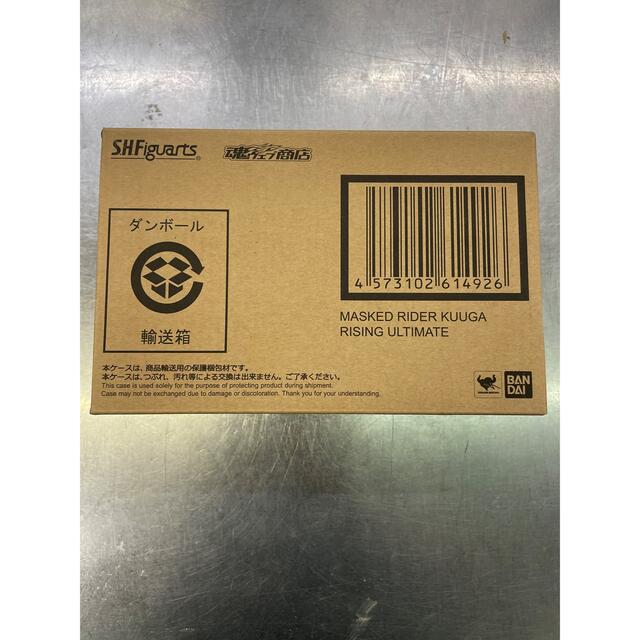 S.H.Figuarts®
魂ウェブ商店
ダンボール
輸送箱
4 573102 614926
MASKED RIDER KUUGA
RISING ULTIMATE
本ケースは、商品輸送用の保護梱包材です。
本ケースは、つぶれ、汚れ等による交換は出来ません。ご了承ください。
This case is used solely for the purpose of protecting product during shipment.
Case may not be exchanged due to damage or discoloration. Thank you for your understanding.
BAN
DAI